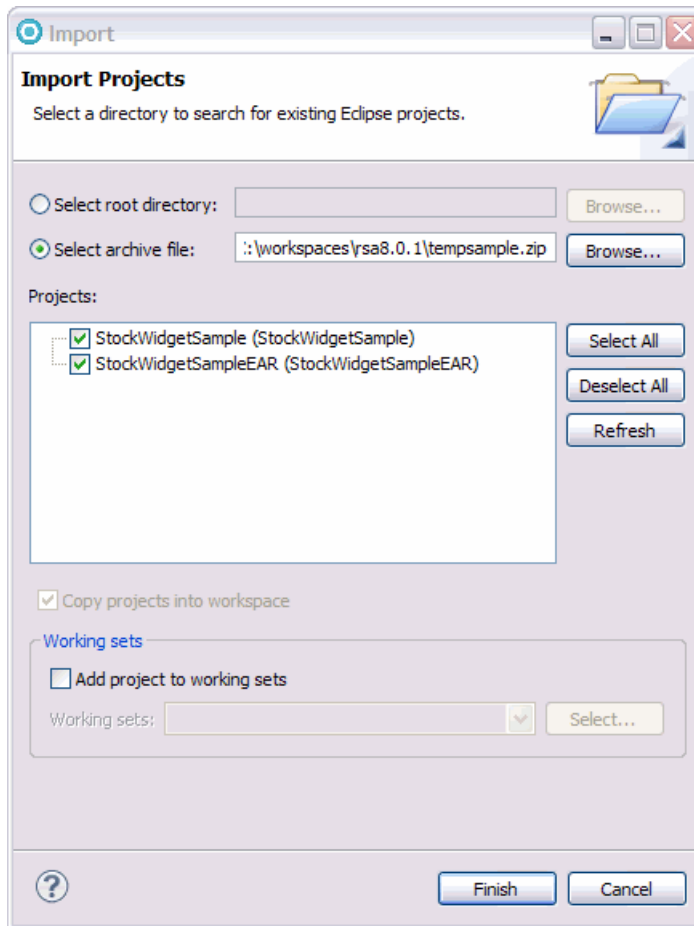 Import
Import Projects
Select a directory to search for existing Eclipse projects.
Select root directory:
Browse...
Select archive file: :\workspaces\rsa8.0.1\tempsample.zip Browse...
Projects:
StockWidgetSample (StockWidgetSample)
Select All
StockWidgetSampleEAR (StockWidgetSampleEAR)
Deselect All
Refresh
Copy projects into workspace
Working sets
Add project to working sets
Working sets:
Select...
? Finish Cancel